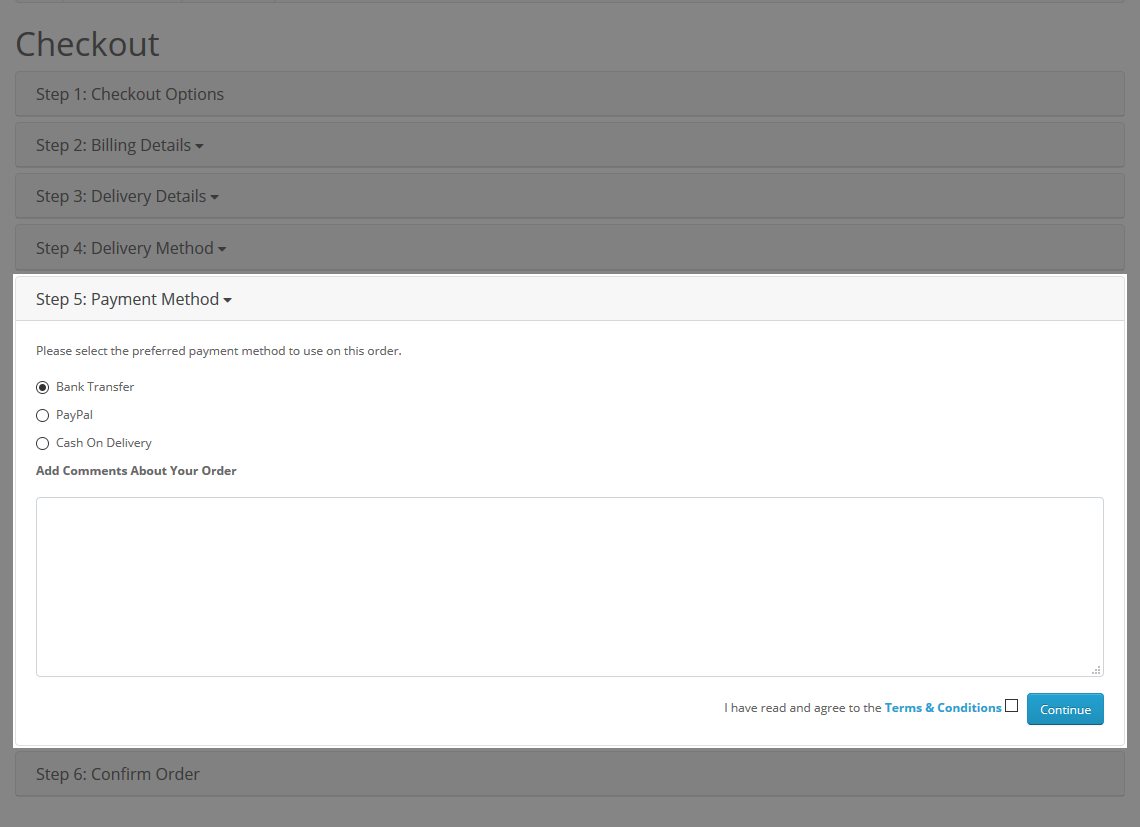 Checkout
Step 1: Checkout Options
Step 2: Billing Details
Step 3: Delivery Details
Step 4: Delivery Method
Step 5: Payment Method
Please select the preferred payment method to use on this order.
Bank Transfer
PayPal
Cash On Delivery
Add Comments About Your Order
I have read and agree to the Terms & Conditions
Continue
Step 6: Confirm Order